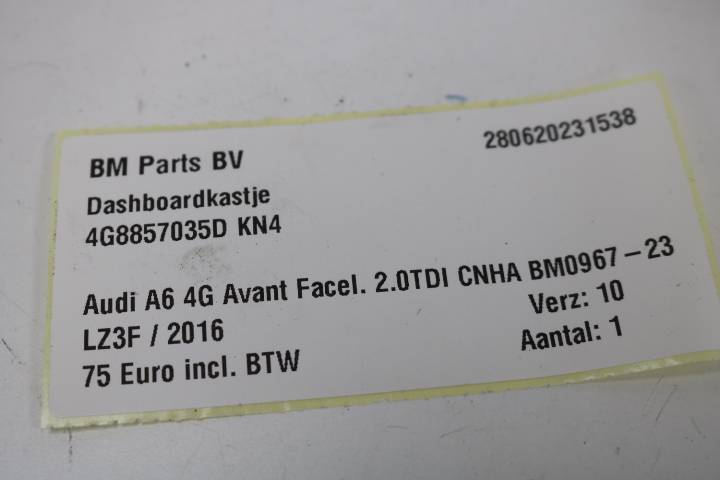 BM Parts BV
280620231538
Dashboardkastje
4G8857035D KN4
Audi A6 4G Avant Facel. 2.0TDI CNHA BM0967-23
LZ3F / 2016
Verz: 10
75 Euro incl. BTW
Aantal: 1